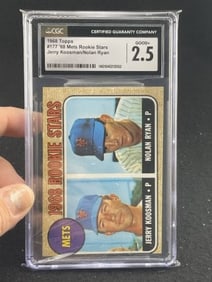 CGC
CERTIFIED GUARANTY COMPANY
1968 Topps
#177 '68 Mets Rookie Stars
Jerry Koosman/Nolan Ryan
GOOD+
2.5
1968 ROOKIE STARS
METS
NOLAN RYAN • P
JERRY KOOSMAN • P